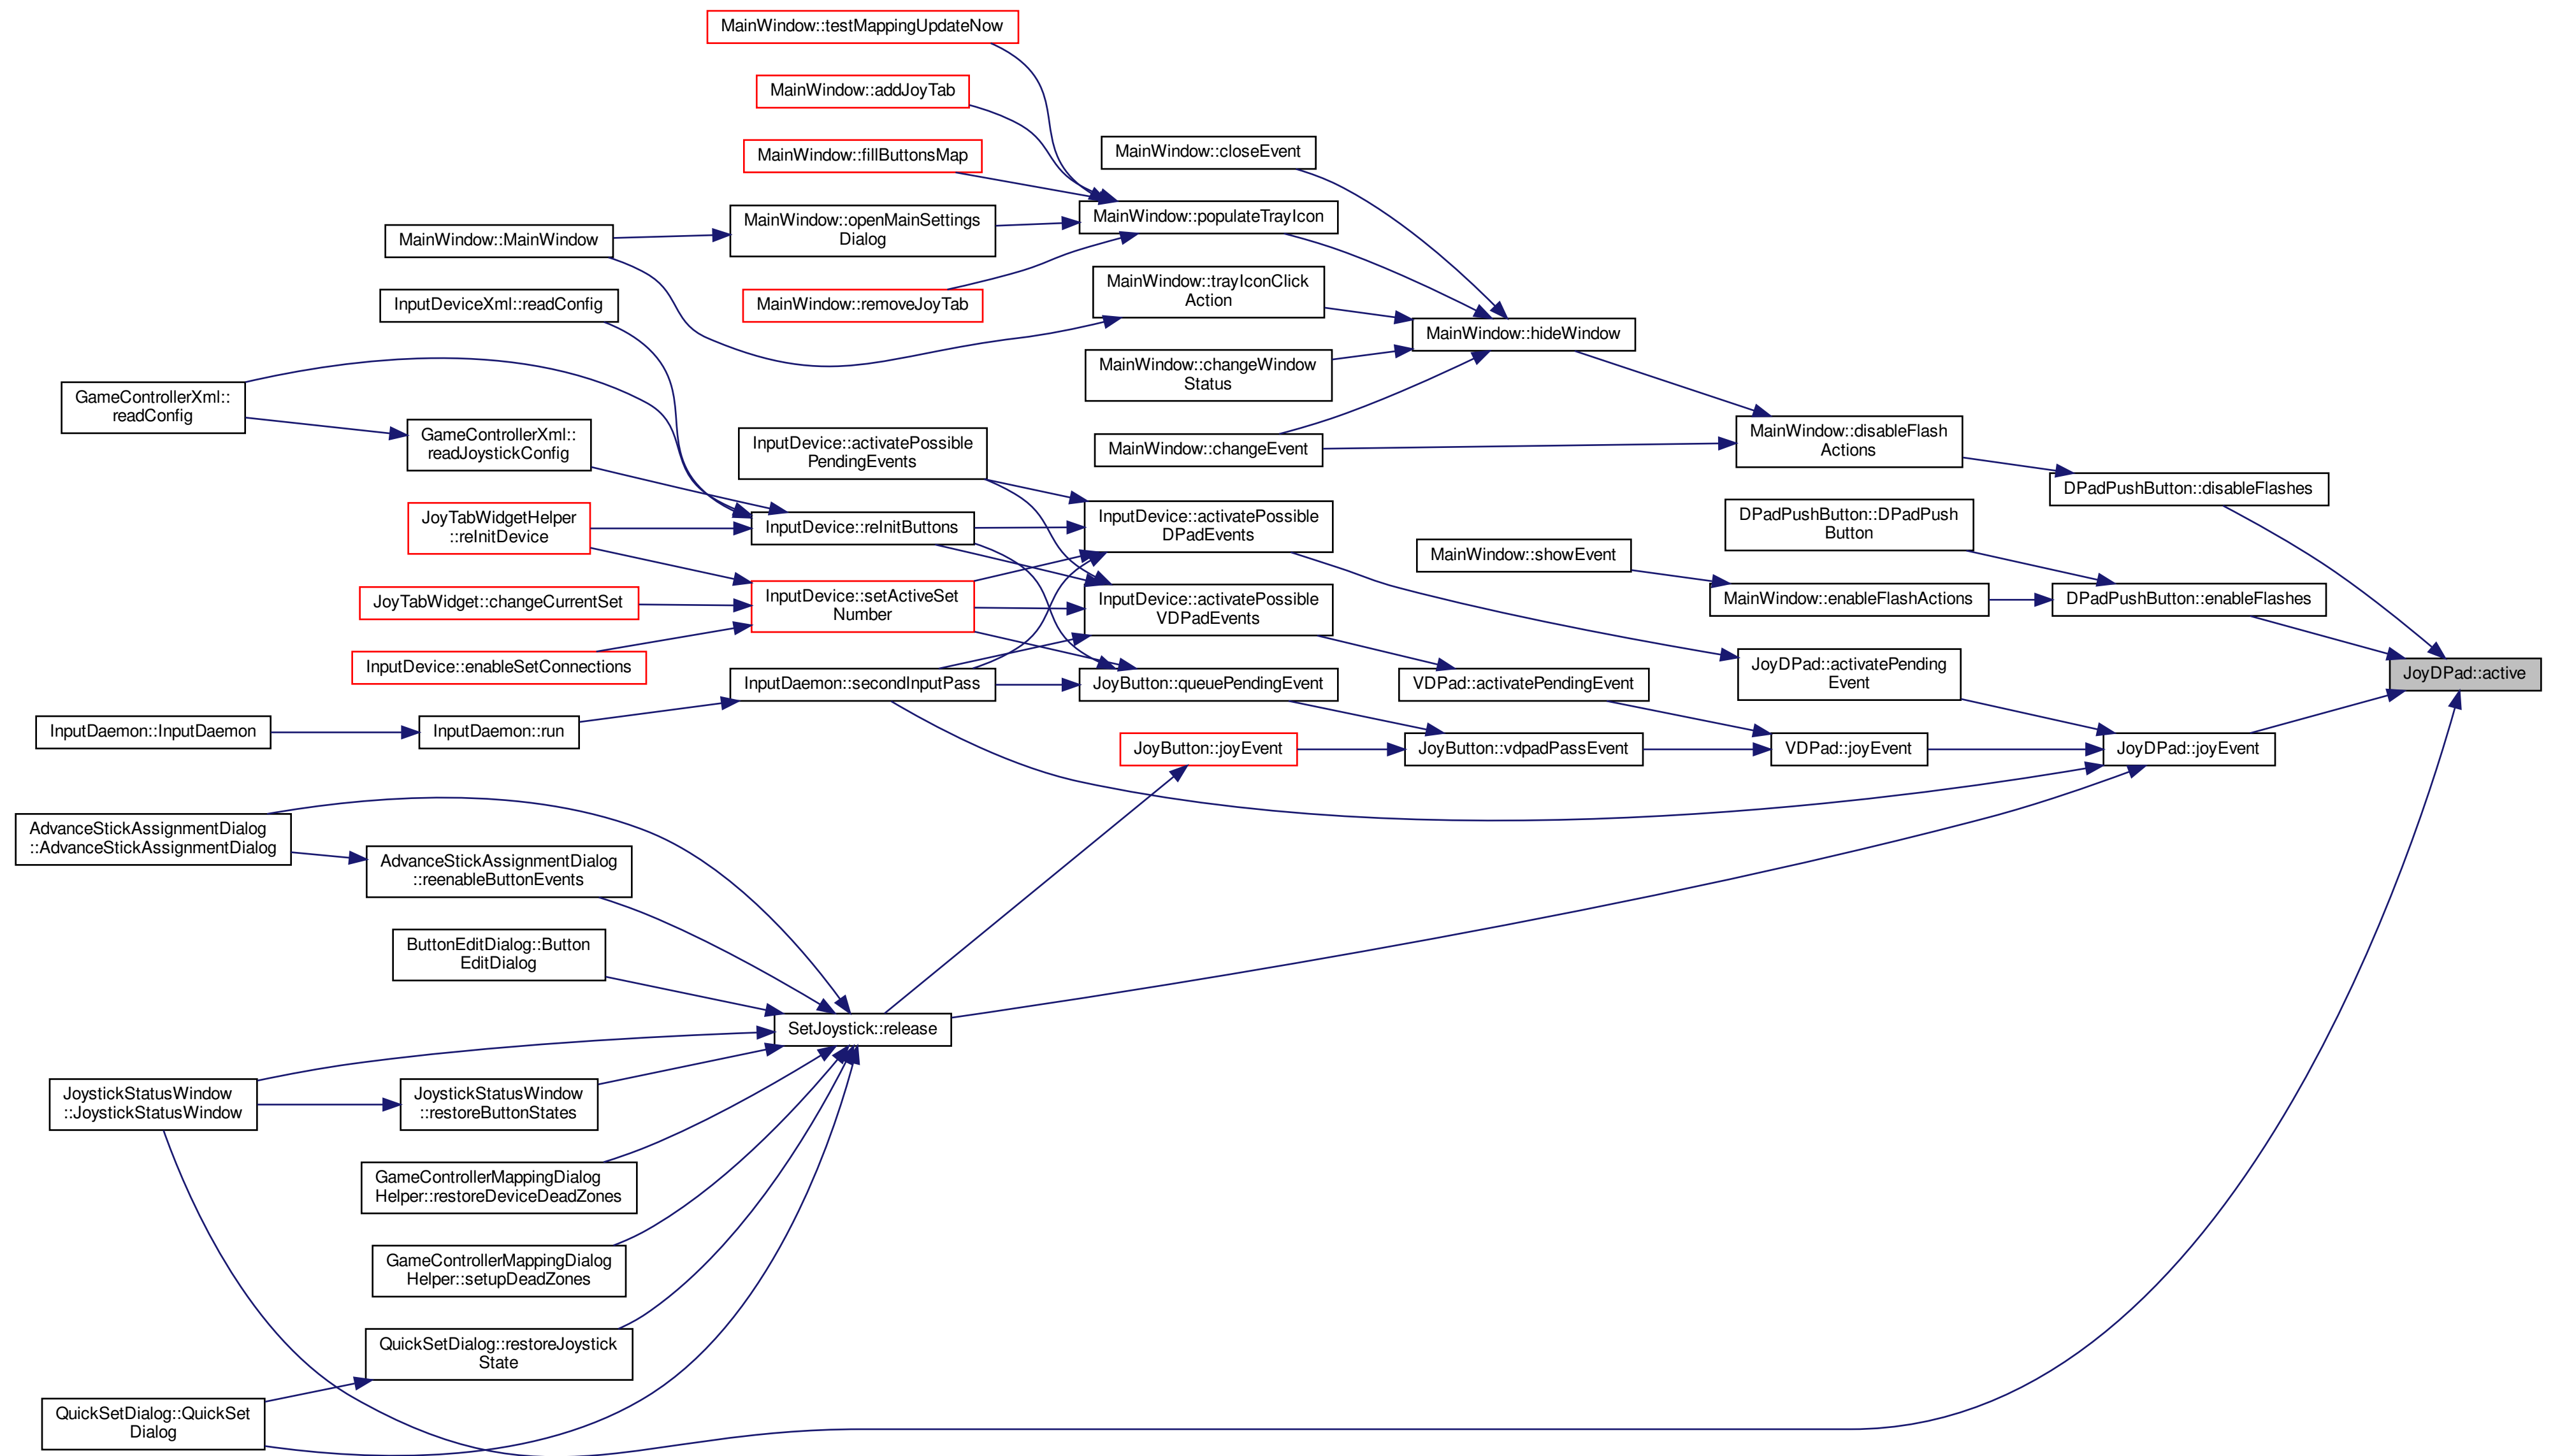 MainWindow::testMappingUpdateNow
MainWindow::addJoyTab
MainWindow::closeEvent
MainWindow::fillButtonsMap
MainWindow::populateTrayIcon
MainWindow::openMainSettings
Dialog
MainWindow::MainWindow
MainWindow::trayIconClick
Action
InputDeviceXml::readConfig
MainWindow::removeJoyTab
MainWindow::hideWindow
MainWindow::changeWindow
Status
GameControllerXml::
readConfig
GameControllerXml::
readJoystickConfig
InputDevice::activatePossible
PendingEvents
MainWindow::changeEvent
MainWindow::disableFlash
Actions
DPadPushButton::disableFlashes
JoyTabWidgetHelper
::reInitDevice
InputDevice::reInitButtons
InputDevice::activatePossible
DPadEvents
DPadPushButton::DPadPush
Button
MainWindow::showEvent
JoyTabWidget::changeCurrentSet
InputDevice::setActiveSet
Number
InputDevice::activatePossible
VDPadEvents
MainWindow::enableFlashActions
DPadPushButton::enableFlashes
InputDevice::enableSetConnections
InputDaemon::secondInputPass
JoyButton::queuePendingEvent
VDPad::activatePendingEvent
JoyDPad::activatePending
Event
JoyDPad::active
InputDaemon::InputDaemon
InputDaemon::run
JoyButton::joyEvent
JoyButton::vdpadPassEvent
VDPad::joyEvent
JoyDPad::joyEvent
AdvanceStickAssignmentDialog
::AdvanceStickAssignmentDialog
AdvanceStickAssignmentDialog
::reenableButtonEvents
ButtonEditDialog::Button
EditDialog
SetJoystick::release
JoystickStatusWindow
::JoystickStatusWindow
JoystickStatusWindow
::restoreButtonStates
GameControllerMappingDialog
Helper::restoreDeviceDeadZones
GameControllerMappingDialog
Helper::setupDeadZones
QuickSetDialog::restoreJoystick
State
QuickSetDialog::QuickSet
Dialog